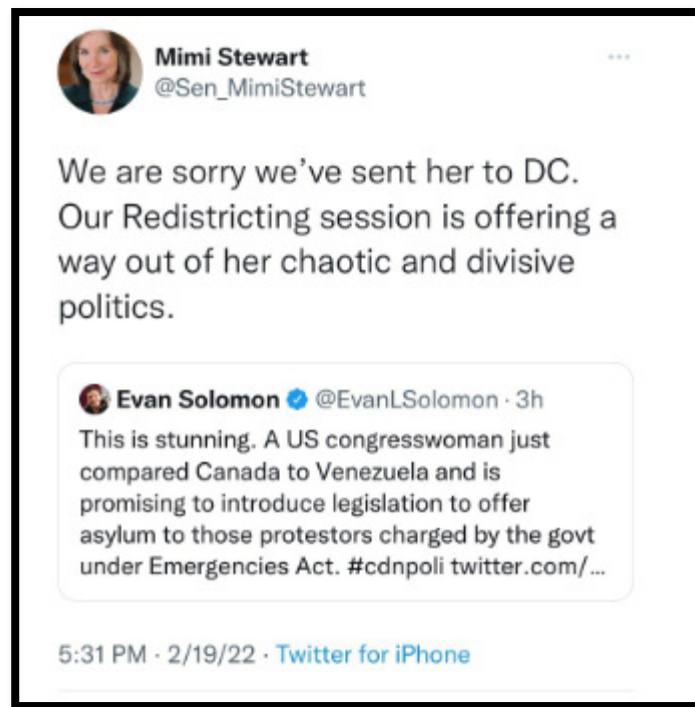 Mimi Stewart
@Sen_MimiStewart
We are sorry we’ve sent her to DC.
Our Redistricting session is offering a
way out of her chaotic and divisive
politics.
Evan Solomon @EvanLSolomon · 3h
This is stunning. A US congresswoman just
compared Canada to Venezuela and is
promising to introduce legislation to offer
asylum to those protestors charged by the govt
under Emergencies Act. #cdnpoli twitter.com/...
5:31 PM · 2/19/22 · Twitter for iPhone